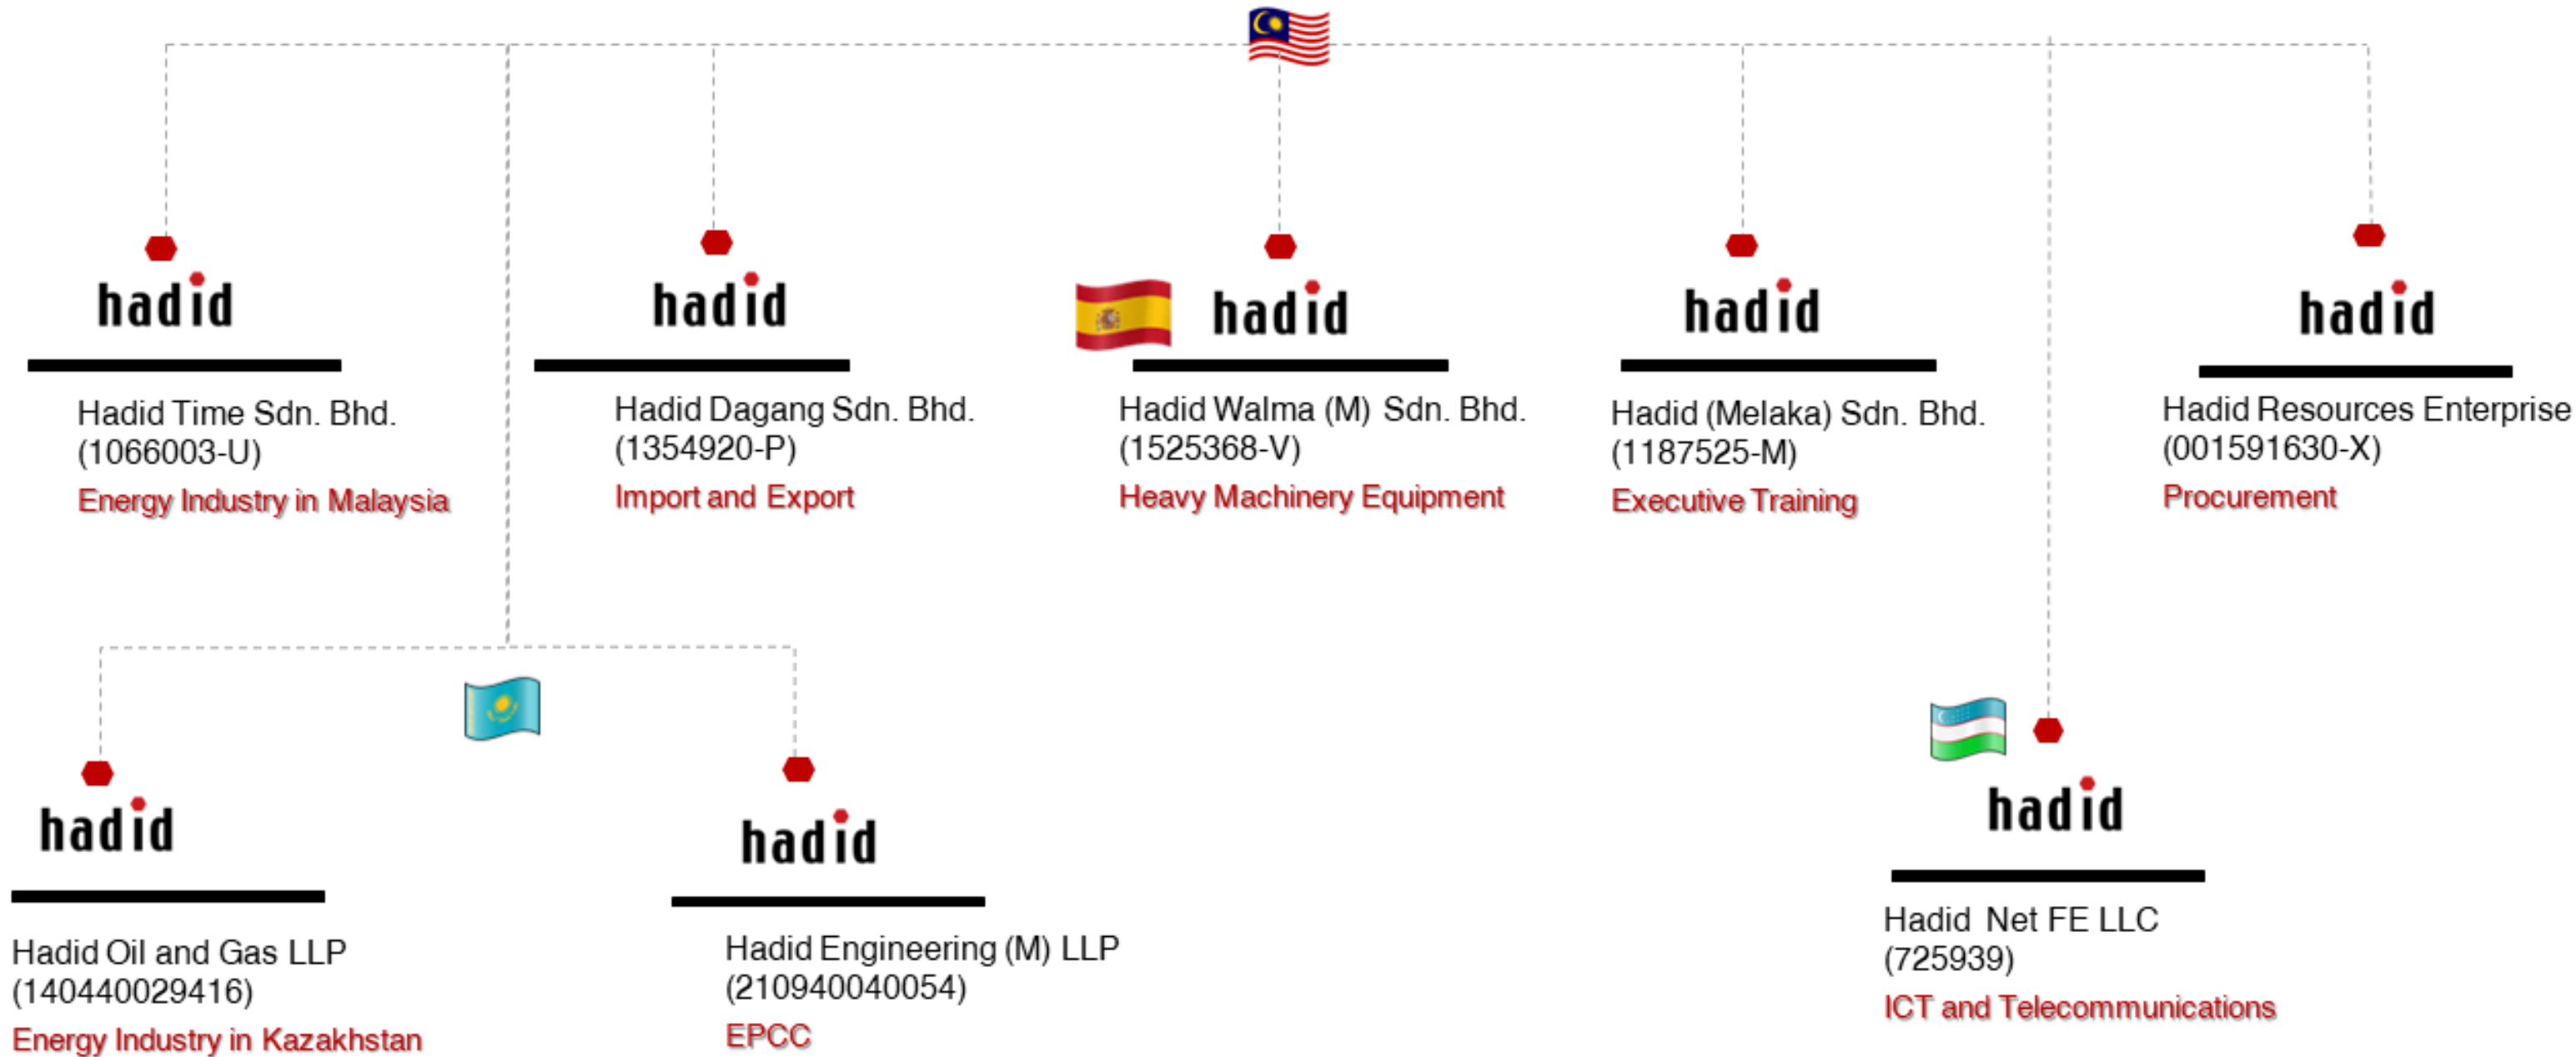 hadid
Hadid Time Sdn. Bhd.
(1066003-U)
Energy Industry in Malaysia
hadid
Hadid Dagang Sdn. Bhd.
(1354920-P)
Import and Export
hadid
Hadid Walma (M) Sdn. Bhd.
(1525368-V)
Heavy Machinery Equipment
hadid
Hadid (Melaka) Sdn. Bhd.
(1187525-M)
Executive Training
hadid
Hadid Resources Enterprise
(001591630-X)
Procurement
hadid
Hadid Oil and Gas LLP
(140440029416)
Energy Industry in Kazakhstan
hadid
Hadid Engineering (M) LLP
(210940040054)
EPCC
hadid
Hadid Net FE LLC
(725939)
ICT and Telecommunications